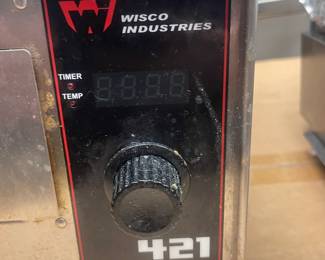 WISCO
INDUSTRIES
TIMER
TEMP
421